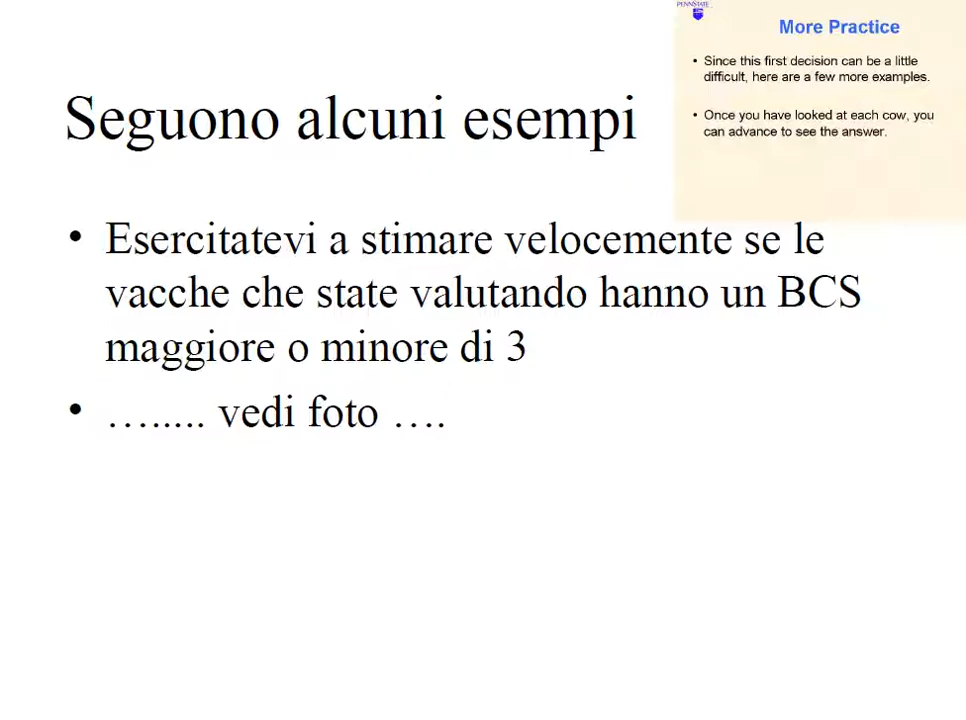 PENNSTATE
More Practice
• Since this first decision can be a little
difficult, here are a few more examples.
• Once you have looked at each cow, you
can advance to see the answer.
Seguono alcuni esempi
• Esercitatevi a stimare velocemente se le
vacche che state valutando hanno un BCS
maggiore o minore di 3
• …..... vedi foto ….